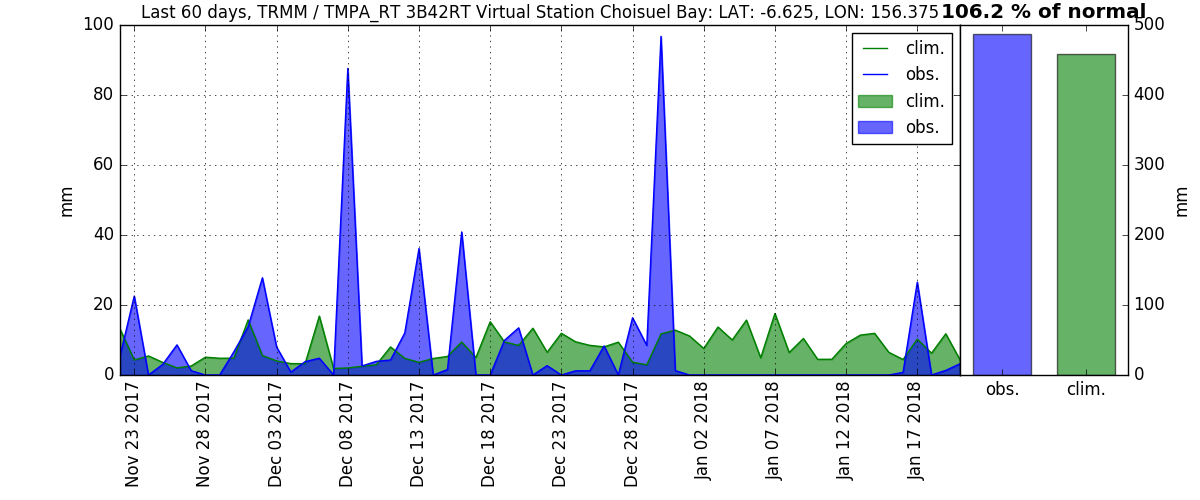 Last 60 days, TRMM / TMPA_RT 3B42RT Virtual Station Choisuel Bay: LAT: -6.625, LON: 156.375
106.2 % of normal
100
80
60
40
20
0
mm
clim.
obs.
clim.
obs.
500
400
300
200
100
0
mm
obs.
clim.
Nov 23 2017
Nov 28 2017
Dec 03 2017
Dec 08 2017
Dec 13 2017
Dec 18 2017
Dec 23 2017
Dec 28 2017
Jan 02 2018
Jan 07 2018
Jan 12 2018
Jan 17 2018